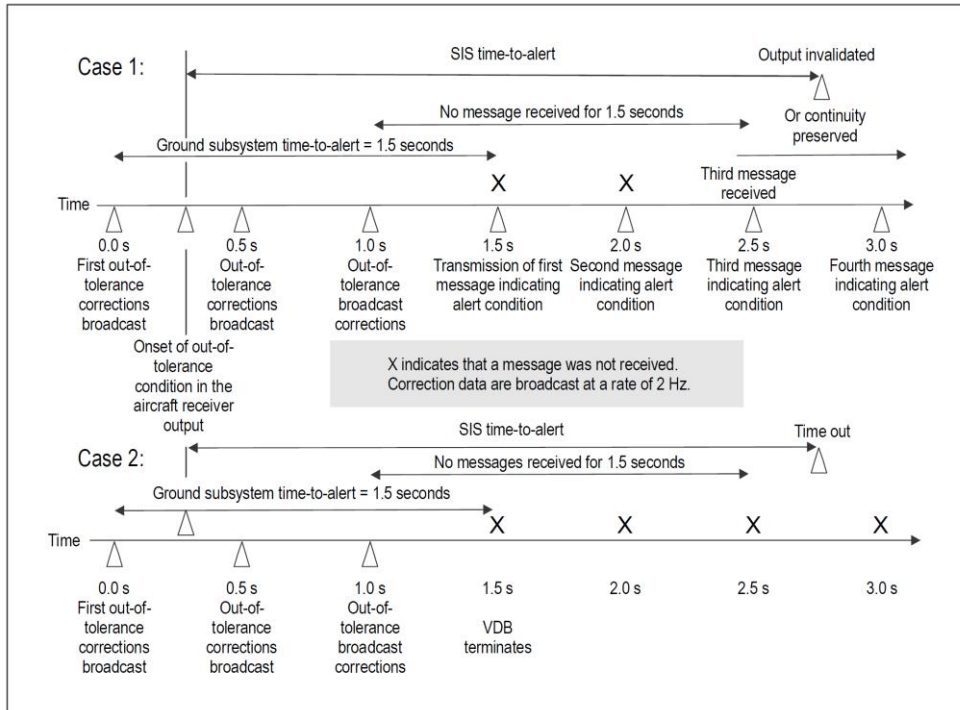 Case 1:
SIS time-to-alert
Output invalidated
No message received for 1.5 seconds
Or continuity
preserved
Ground subsystem time-to-alert = 1.5 seconds
X
X
Third message
received
Time
0.0 s
First out-of-
tolerance
corrections
broadcast
0.5 s
Out-of-
tolerance
corrections
broadcast
1.0 s
Out-of-
tolerance
broadcast
corrections
1.5 s
Transmission of first
message indicating
alert condition
2.0 s
Second message
indicating alert
condition
2.5 s
Third message
indicating alert
condition
3.0 s
Fourth message
indicating alert
condition
Onset of out-of-
tolerance
condition in the
aircraft receiver
output
X indicates that a message was not received.
Correction data are broadcast at a rate of 2 Hz.
Case 2:
SIS time-to-alert
Time out
No messages received for 1.5 seconds
Ground subsystem time-to-alert = 1.5 seconds
X
X
X
X
Time
0.0 s
First out-of-
tolerance
corrections
broadcast
0.5 s
Out-of-
tolerance
corrections
broadcast
1.0 s
Out-of-
tolerance
broadcast
corrections
1.5 s
VDB
terminates
2.0 s
2.5 s
3.0 s